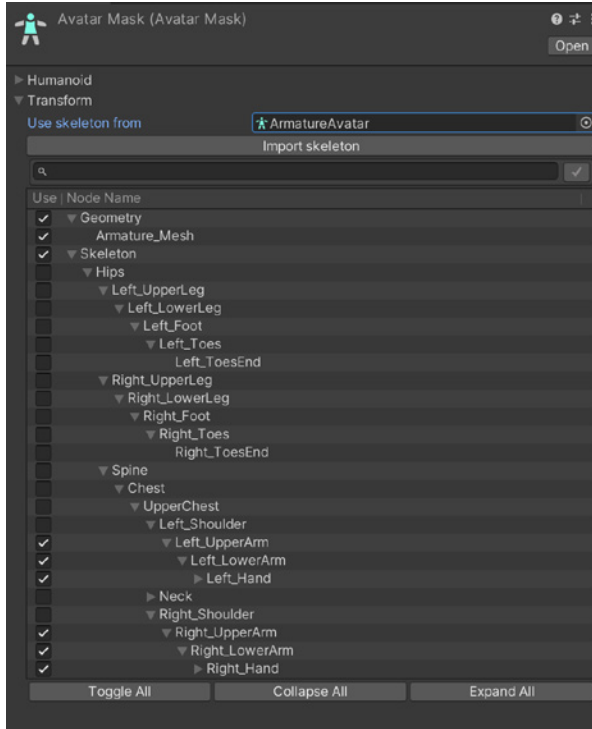 Avatar Mask (Avatar Mask)
Open
Humanoid
Transform
Use skeleton from ArmatureAvatar
Import skeleton
Use Node Name
Geometry
Armature_Mesh
Skeleton
Hips
Left_UpperLeg
Left_LowerLeg
Left_Foot
Left_Toes
Left_ToesEnd
Right_UpperLeg
Right_LowerLeg
Right_Foot
Right_Toes
Right_ToesEnd
Spine
Chest
UpperChest
Left_Shoulder
Left_UpperArm
Left_LowerArm
Left_Hand
Neck
Right_Shoulder
Right_UpperArm
Right_LowerArm
Right_Hand
Toggle All Collapse All Expand All